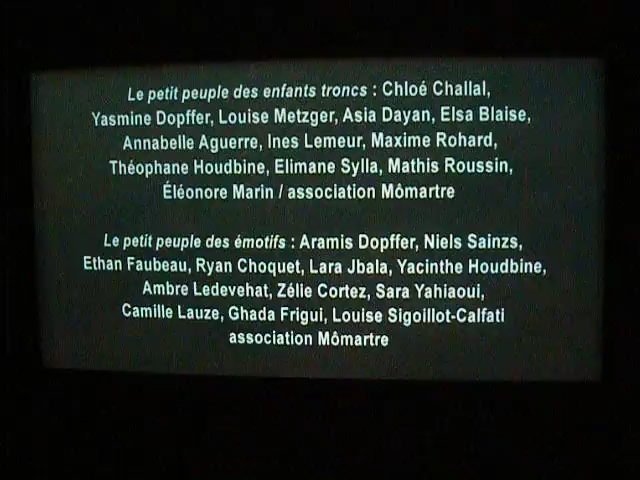 Le petit peuple des enfants troncs : Chloé Challal,
Yasmine Dopffer, Louise Metzger, Asia Dayan, Elsa Blaise,
Annabelle Aguerre, Ines Lemeur, Maxime Rohard,
Théophane Houdbine, Elimane Sylla, Mathis Roussin,
Éléonore Marin / association Mômartre
Le petit peuple des émotifs : Aramis Dopffer, Niels Sainzs,
Ethan Faubeau, Ryan Choquet, Lara Jbala, Yacinthe Houdbine,
Ambre Ledevehat, Zélie Cortez, Sara Yahiaoui,
Camille Lauze, Ghada Frigui, Louise Sigoillot-Calfati
association Mômartre